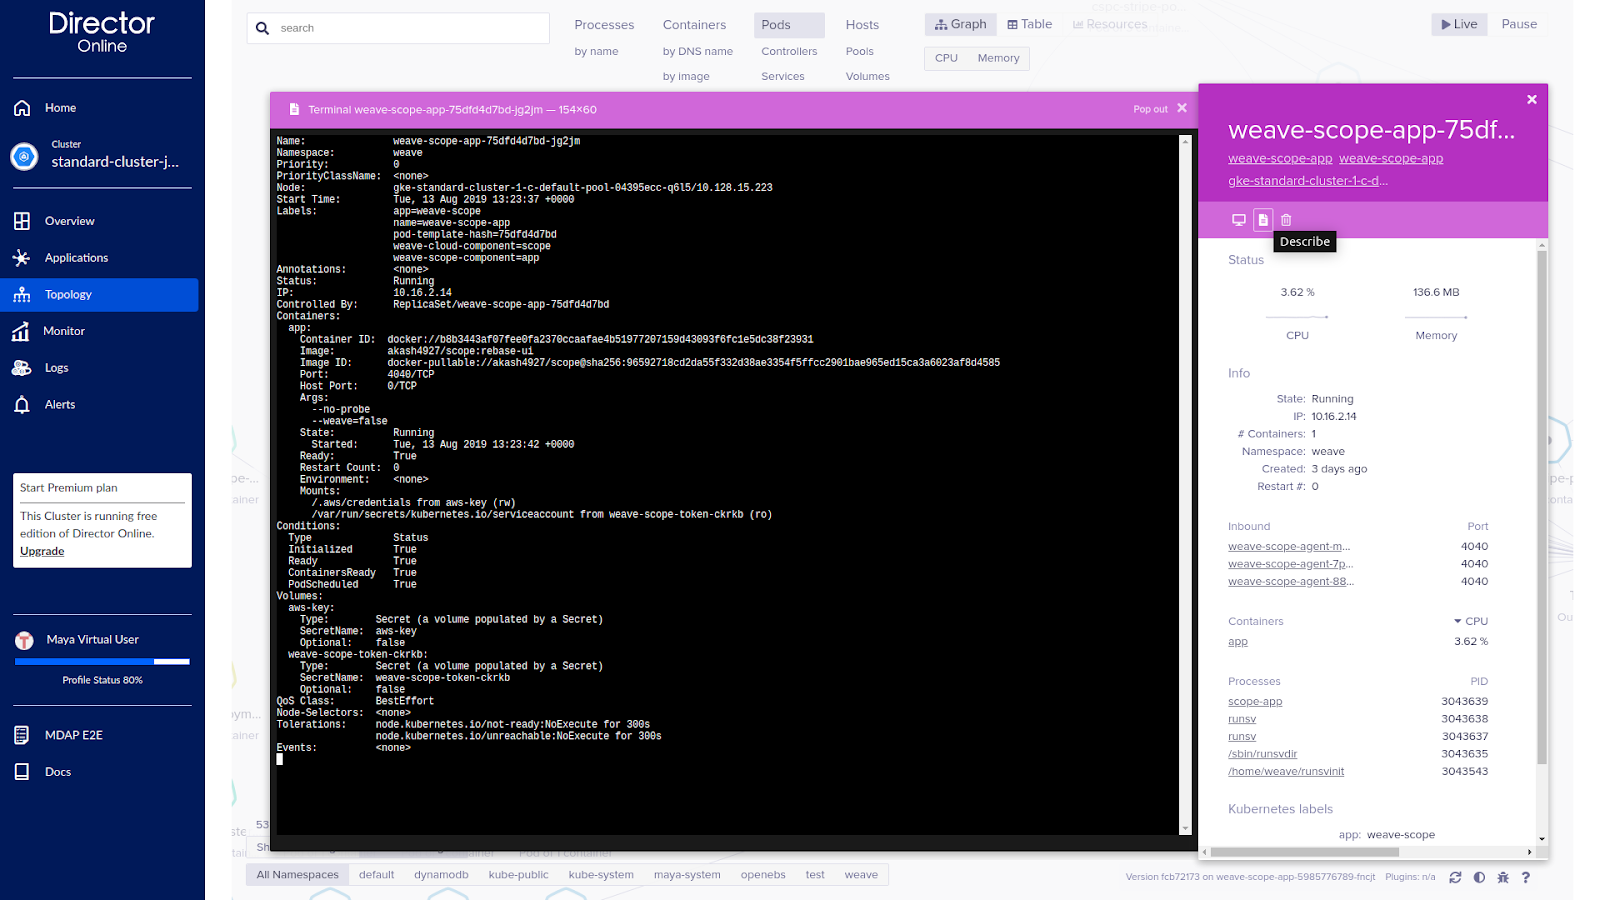 Director
Online
Home
Cluster
standard-cluster-j...
Overview
Applications
Topology
Monitor
Logs
Alerts
Start Premium plan
This Cluster is running free
edition of Director Online.
Upgrade
Maya Virtual User
Profile Status 80%
MDAP E2E
Docs
search
Processes
by name
Containers
by DNS name
by image
Pods
Controllers
Services
Hosts
Pools
Volumes
Graph
Table
Resources
CPU
Memory
Live
Pause
Terminal weave-scope-app-75dfd4d7bd-jg2jm — 154×60
Pop out
Name: weave-scope-app-75dfd4d7bd-jg2jm
Namespace: weave
Priority: 0
PriorityClassName: <none>
Node: gke-standard-cluster-1-c-default-pool-04395ecc-q6l5/10.128.15.223
Start Time: Tue, 13 Aug 2019 13:23:37 +0000
Labels: app=weave-scope
name=weave-scope-app
pod-template-hash=75dfd4d7bd
weave-cloud-component=scope
weave-scope-component=app
Annotations: <none>
Status: Running
IP: 10.16.2.14
Controlled By: ReplicaSet/weave-scope-app-75dfd4d7bd
Containers:
app:
Container ID: docker://b8b3443af07fee0fa2370ccaafae4b51977207159d43093f6fc1e5dc38f23931
Image: akash4927/scope:rebase-ui
Image ID: docker-pullable://akash4927/scope@sha256:96592718cd2da55f332d38ae3354f5ffcc2901bae965ed15ca3a6023af8d4585
Port: 4040/TCP
Host Port: 0/TCP
Args:
--no-probe
--weave=false
State: Running
Started: Tue, 13 Aug 2019 13:23:42 +0000
Ready: True
Restart Count: 0
Environment: <none>
Mounts:
/.aws/credentials from aws-key (rw)
/var/run/secrets/kubernetes.io/serviceaccount from weave-scope-token-ckrkb (ro)
Conditions:
Type Status
Initialized True
Ready True
ContainersReady True
PodScheduled True
Volumes:
aws-key:
Type: Secret (a volume populated by a Secret)
SecretName: aws-key
Optional: false
weave-scope-token-ckrkb:
Type: Secret (a volume populated by a Secret)
SecretName: weave-scope-token-ckrkb
Optional: false
QoS Class: BestEffort
Node-Selectors: <none>
Tolerations: node.kubernetes.io/not-ready:NoExecute for 300s
node.kubernetes.io/unreachable:NoExecute for 300s
Events: <none>
weave-scope-app-75df...
weave-scope-app weave-scope-app
gke-standard-cluster-1-c-d...
Describe
Status
3.62 % 136.6 MB
CPU Memory
Info
State: Running
IP: 10.16.2.14
# Containers: 1
Namespace: weave
Created: 3 days ago
Restart #: 0
Inbound Port
weave-scope-agent-m... 4040
weave-scope-agent-7p... 4040
weave-scope-agent-88... 4040
Containers CPU
app 3.62 %
Processes PID
scope-app 3043639
runsv 3043638
runsv 3043637
/sbin/runsvdir 3043635
/home/weave/runsvinit 3043543
Kubernetes labels
app: weave-scope
All Namespaces default dynamodb kube-public kube-system maya-system openebs test weave
Version fcb72173 on weave-scope-app-5985776789-fncjt Plugins: n/a